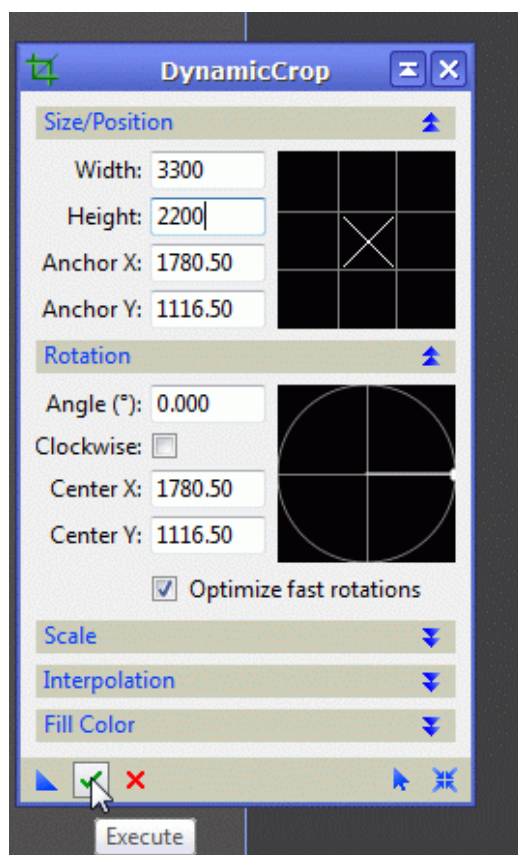 DynamicCrop
Size/Position
Width: 3300
Height: 2200
Anchor X: 1780.50
Anchor Y: 1116.50
Rotation
Angle (°): 0.000
Clockwise:
Center X: 1780.50
Center Y: 1116.50
Optimize fast rotations
Scale
Interpolation
Fill Color
Execute